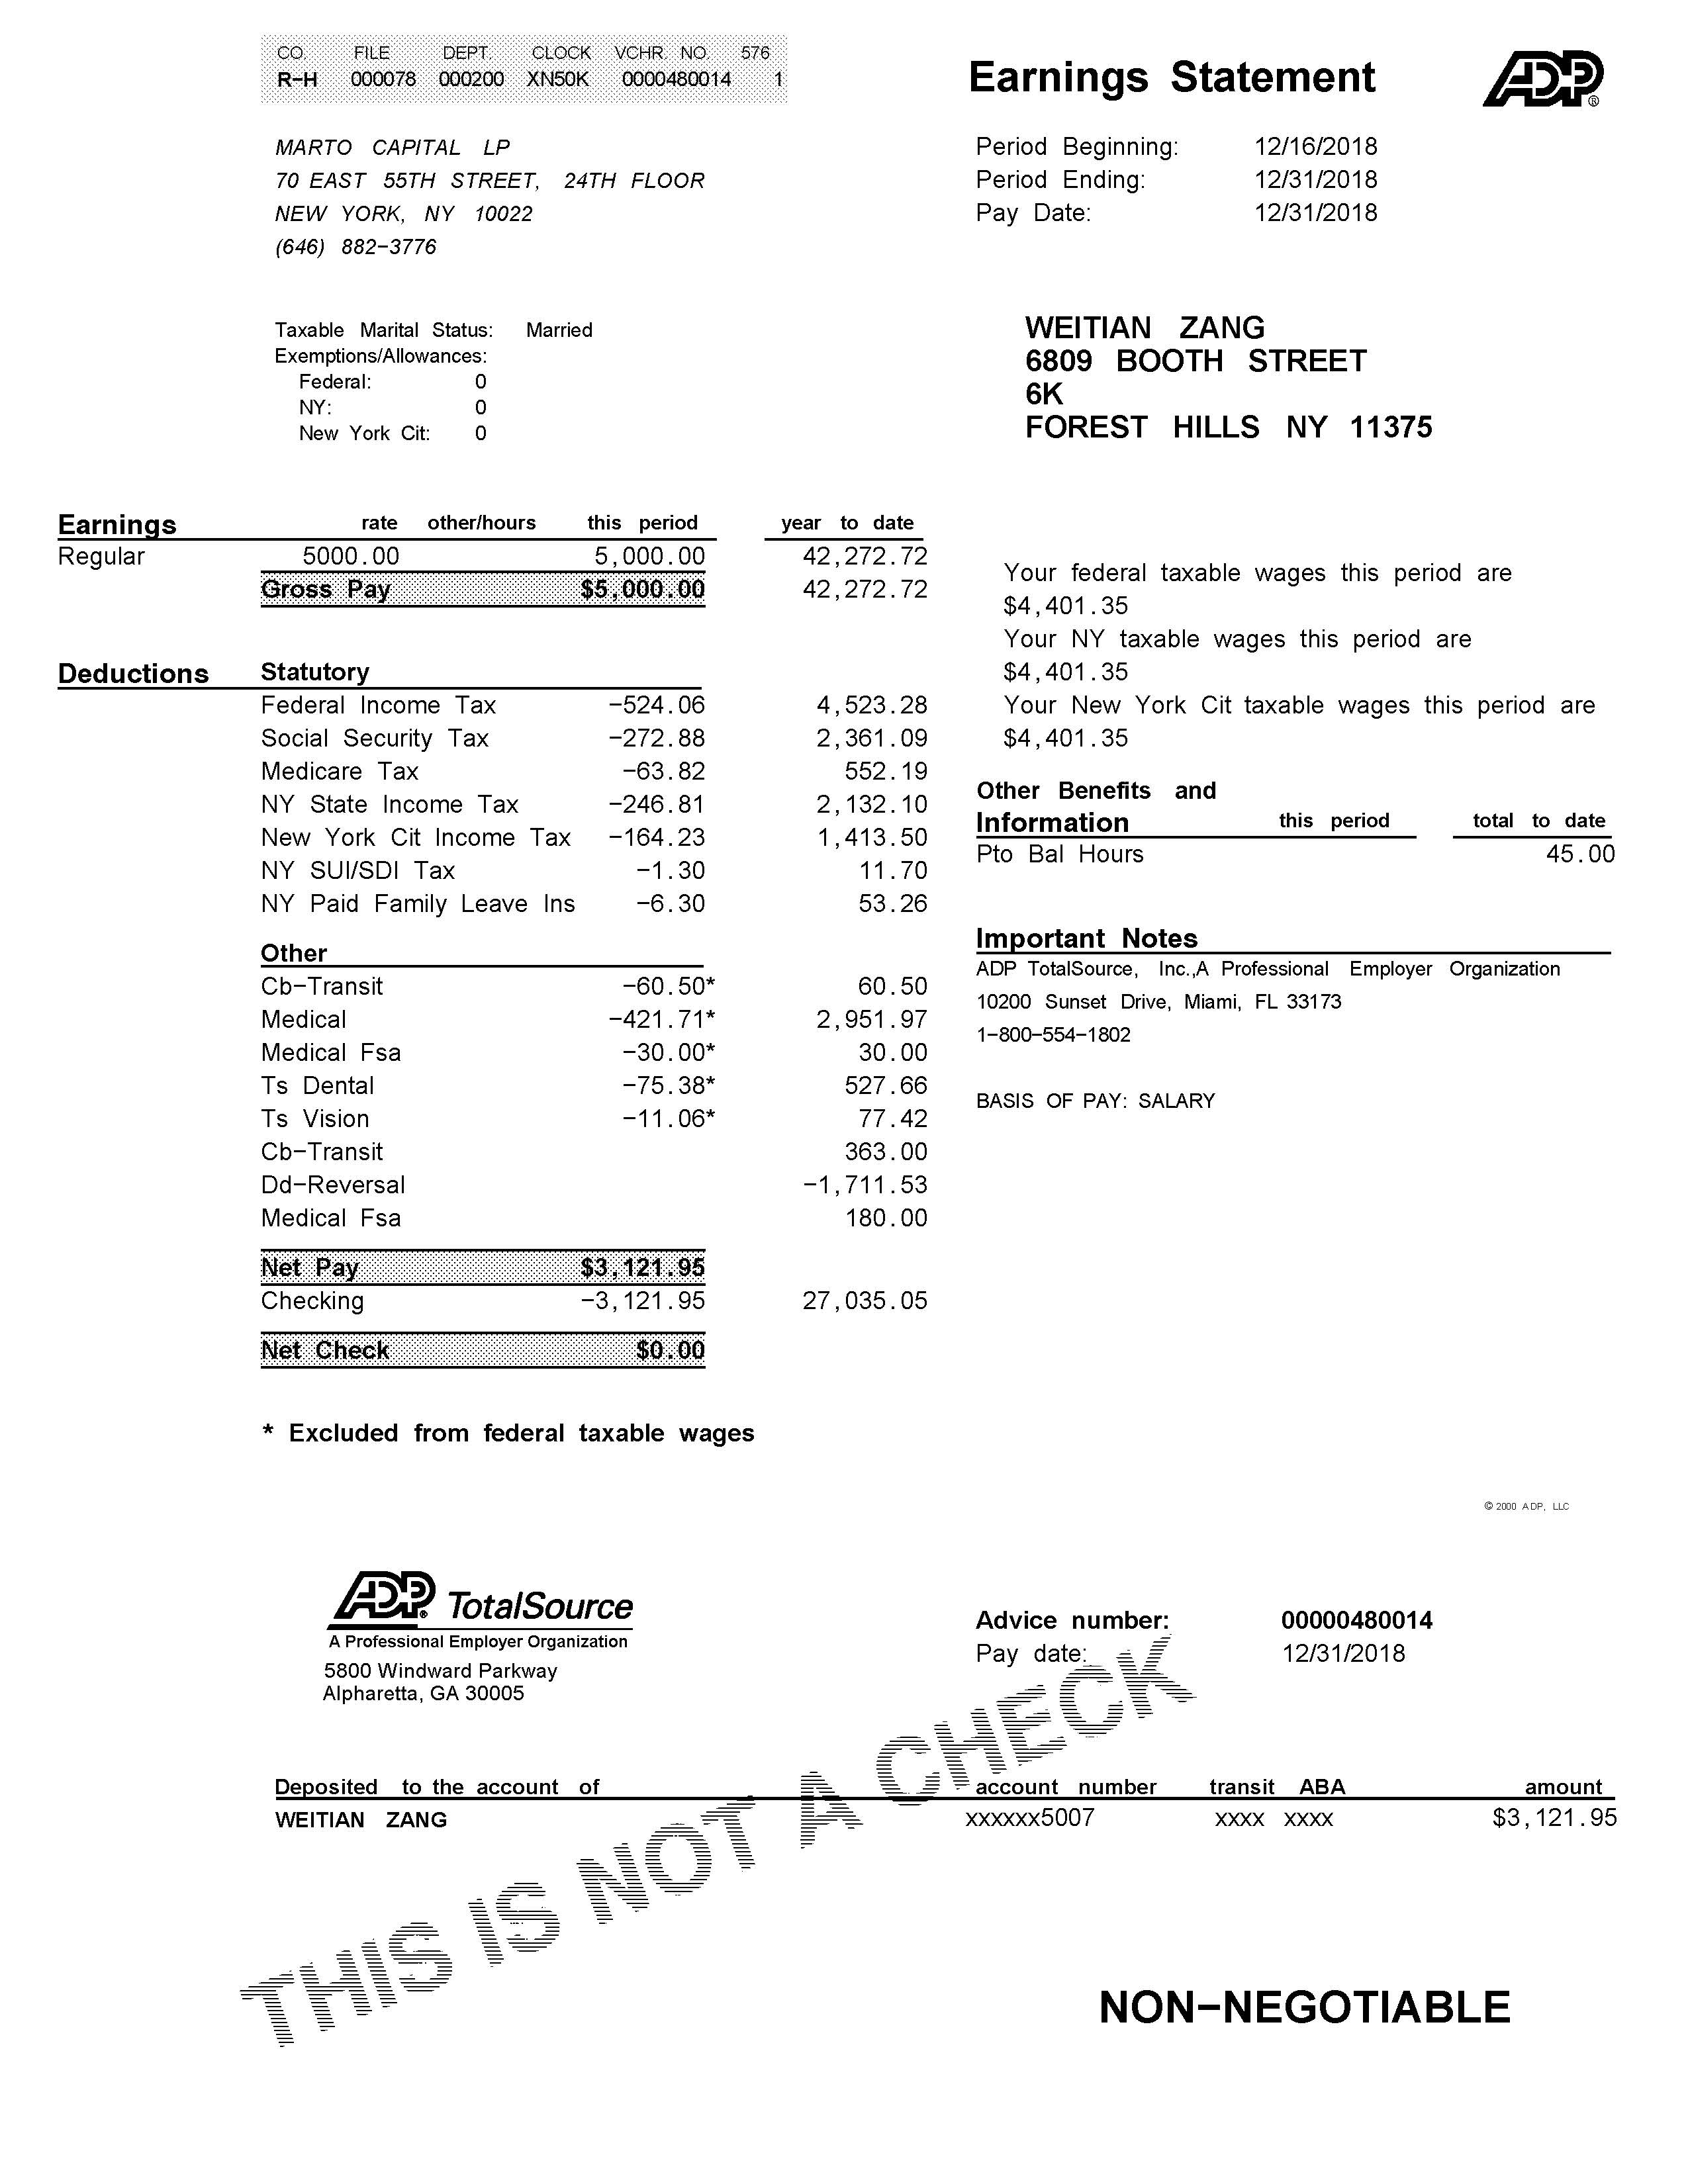 CO. FILE DEPT. CLOCK VCHR. NO. 576
R-H 000078 000200 XN50K 0000480014 1
Earnings Statement
ADP®
MARTO CAPITAL LP
70 EAST 55TH STREET, 24TH FLOOR
NEW YORK, NY 10022
(646) 882-3776
Period Beginning: 12/16/2018
Period Ending: 12/31/2018
Pay Date: 12/31/2018
Taxable Marital Status: Married
Exemptions/Allowances:
Federal: 0
NY: 0
New York Cit: 0
WEITIAN ZANG
6809 BOOTH STREET
6K
FOREST HILLS NY 11375
Earnings rate other/hours this period year to date
Regular 5000.00 5,000.00 42,272.72
Gross Pay $5,000.00 42,272.72
Deductions Statutory
Federal Income Tax -524.06 4,523.28
Social Security Tax -272.88 2,361.09
Medicare Tax -63.82 552.19
NY State Income Tax -246.81 2,132.10
New York Cit Income Tax -164.23 1,413.50
NY SUI/SDI Tax -1.30 11.70
NY Paid Family Leave Ins -6.30 53.26
Other
Cb-Transit -60.50* 60.50
Medical -421.71* 2,951.97
Medical Fsa -30.00* 30.00
Ts Dental -75.38* 527.66
Ts Vision -11.06* 77.42
Cb-Transit 363.00
Dd-Reversal -1,711.53
Medical Fsa 180.00
Net Pay $3,121.95
Checking -3,121.95 27,035.05
Net Check $0.00
* Excluded from federal taxable wages
Your federal taxable wages this period are
$4,401.35
Your NY taxable wages this period are
$4,401.35
Your New York Cit taxable wages this period are
$4,401.35
Other Benefits and
Information this period total to date
Pto Bal Hours 45.00
Important Notes
ADP TotalSource, Inc.,A Professional Employer Organization
10200 Sunset Drive, Miami, FL 33173
1-800-554-1802
BASIS OF PAY: SALARY
© 2000 ADP, LLC
ADP® TotalSource
A Professional Employer Organization
5800 Windward Parkway
Alpharetta, GA 30005
Advice number: 00000480014
Pay date: 12/31/2018
THIS IS NOT A CHECK
Deposited to the account of account number transit ABA amount
WEITIAN ZANG xxxxxx5007 xxxx xxxx $3,121.95
NON-NEGOTIABLE